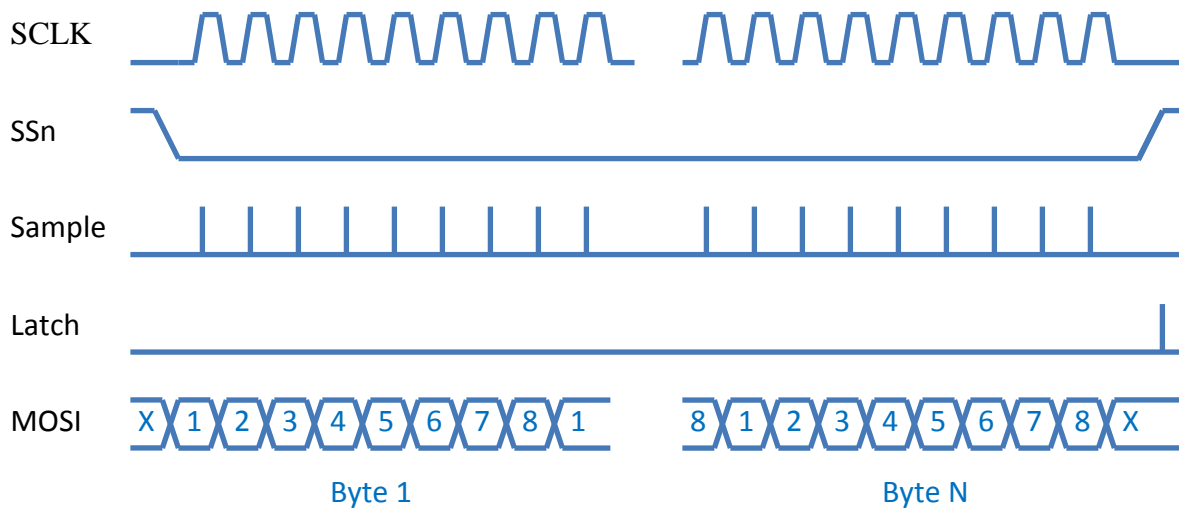 SCLK
SSn
Sample
Latch
MOSI X 1 2 3 4 5 6 7 8 1 8 1 2 3 4 5 6 7 8 X
Byte 1 Byte N